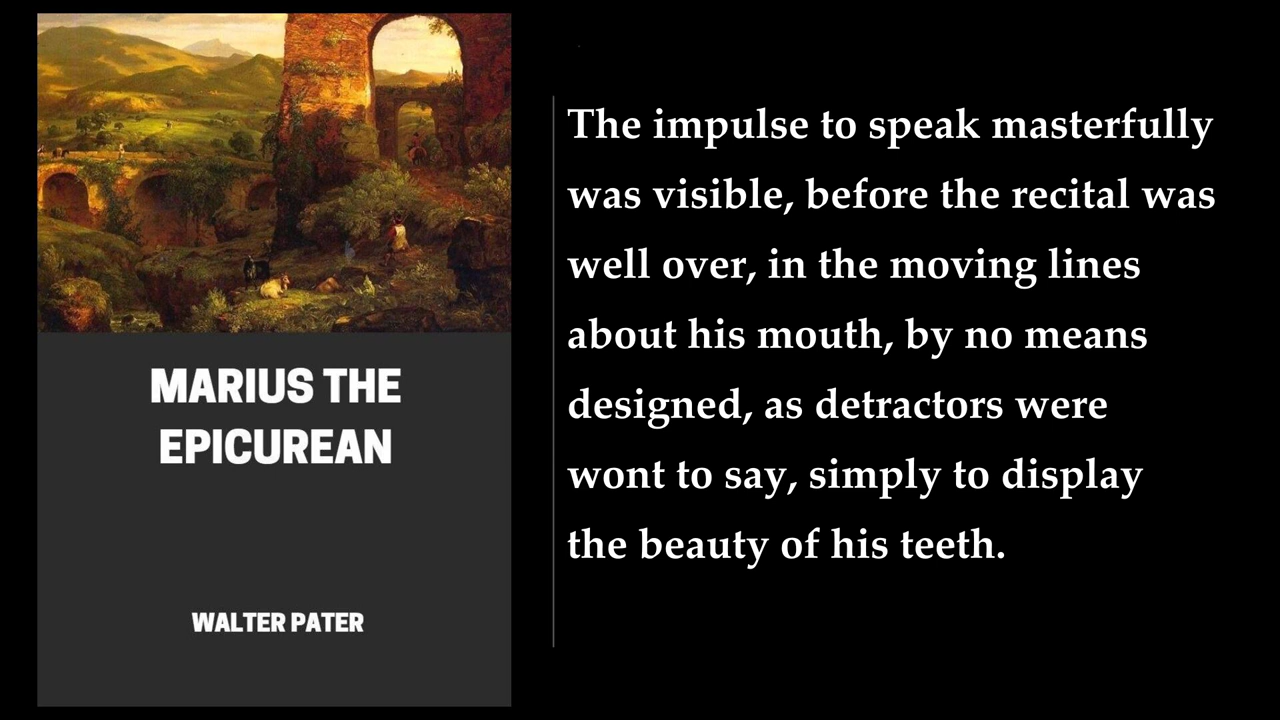 MARIUS THE
EPICUREAN
WALTER PATER
The impulse to speak masterfully
was visible, before the recital was
well over, in the moving lines
about his mouth, by no means
designed, as detractors were
wont to say, simply to display
the beauty of his teeth.